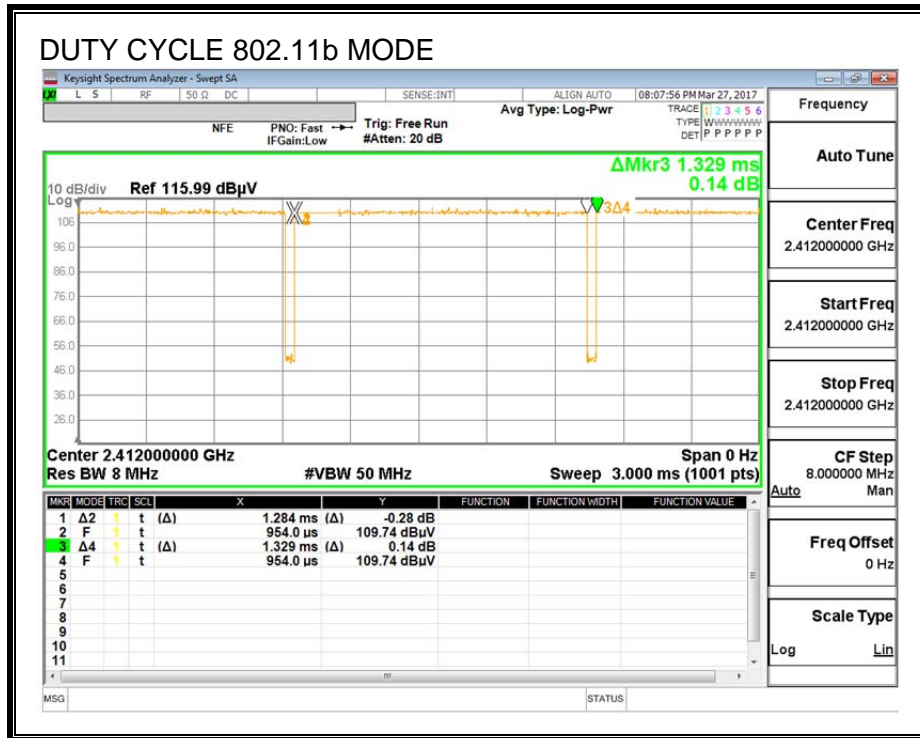 DUTY CYCLE 802.11b MODE
Keysight Spectrum Analyzer - Swept SA
LXI L S RF 50 Ω DC SENSE:INT ALIGN AUTO 08:07:56 PM Mar 27, 2017
NFE PNO: Fast Trig: Free Run Avg Type: Log-Pwr TRACE 1 2 3 4 5 6
IFGain:Low #Atten: 20 dB TYPE WWWWWW
DET P P P P P P
ΔMkr3 1.329 ms
0.14 dB
10 dB/div Ref 115.99 dBµV
Log
106
96.0
86.0
76.0
66.0
56.0
46.0
36.0
26.0
2
3Δ4
Center 2.412000000 GHz Span 0 Hz
Res BW 8 MHz #VBW 50 MHz Sweep 3.000 ms (1001 pts)
MKR MODE TRC SCL X Y FUNCTION FUNCTION WIDTH FUNCTION VALUE
1 Δ2 1 t (Δ) 1.284 ms (Δ) -0.28 dB
2 F 1 t 954.0 µs 109.74 dBµV
3 Δ4 1 t (Δ) 1.329 ms (Δ) 0.14 dB
4 F 1 t 954.0 µs 109.74 dBµV
5
6
7
8
9
10
11
MSG STATUS
Frequency
Auto Tune
Center Freq
2.412000000 GHz
Start Freq
2.412000000 GHz
Stop Freq
2.412000000 GHz
CF Step
8.000000 MHz
Auto Man
Freq Offset
0 Hz
Scale Type
Log Lin